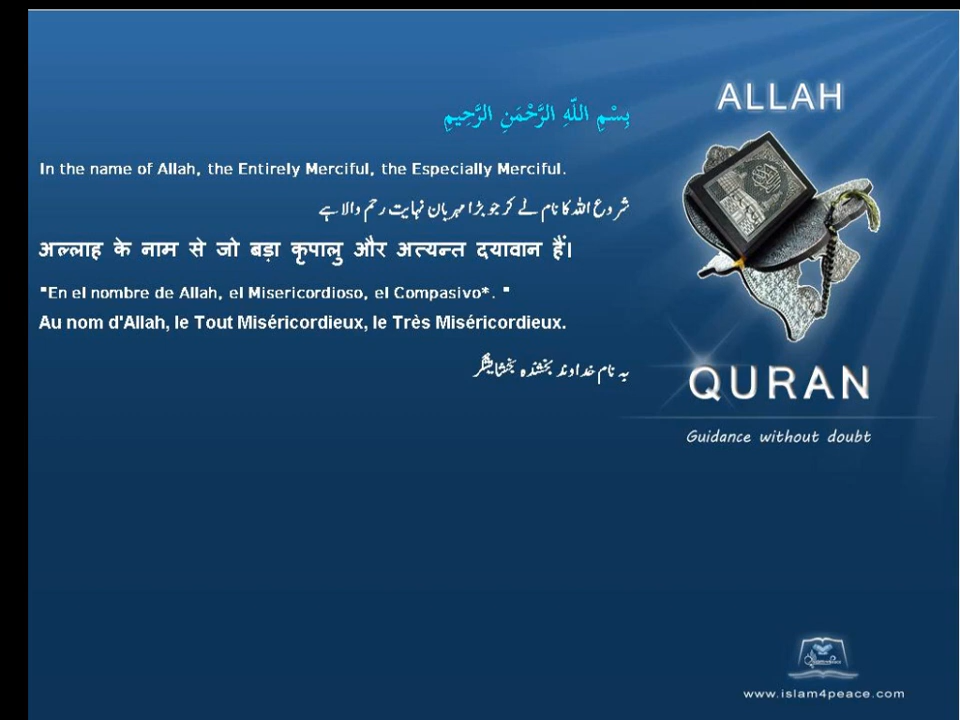 بِسْمِ اللّهِ الرَّحْمَنِ الرَّحِيمِ
In the name of Allah, the Entirely Merciful, the Especially Merciful.
شروع اللہ کا نام لے کر جو بڑا مہربان نہایت رحم والا ہے
अल्लाह के नाम से जो बड़ा कृपालु और अत्यन्त दयावान हैं।
"En el nombre de Allah, el Misericordioso, el Compasivo*. "
Au nom d'Allah, le Tout Miséricordieux, le Très Miséricordieux.
به نام خداوند بخشنده بخشایشگر
ALLAH
QURAN
Guidance without doubt
www.islam4peace.com